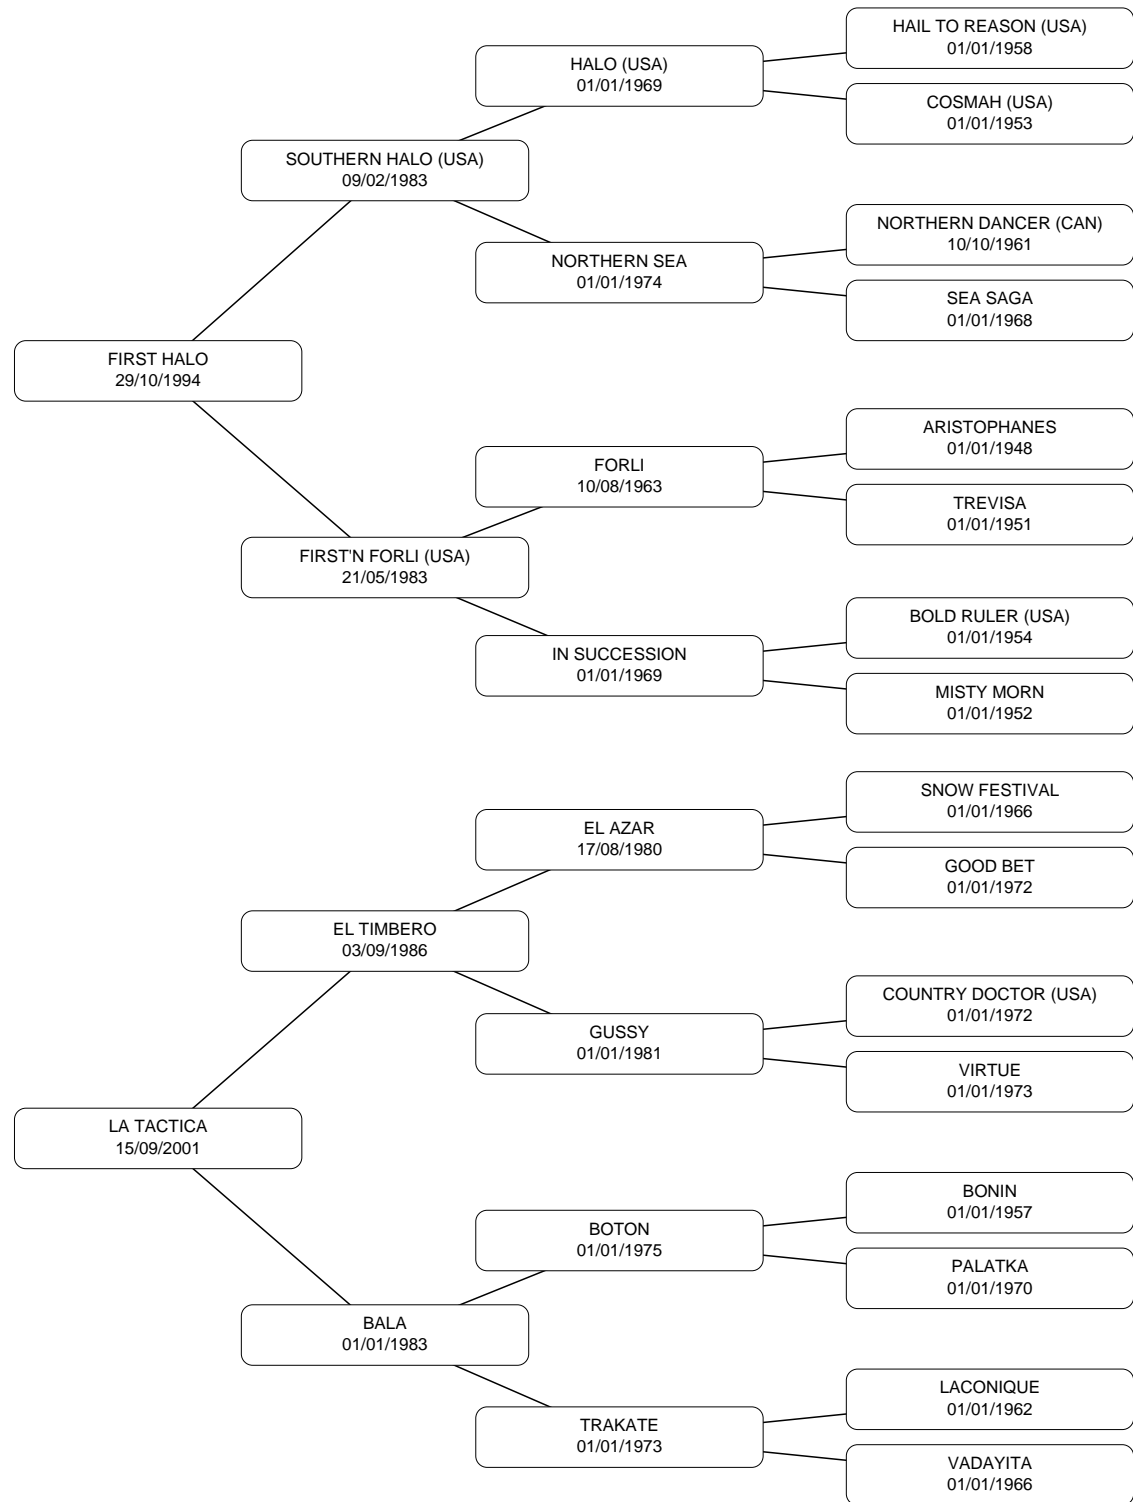 HAIL TO REASON (USA)
01/01/1958
HALO (USA)
01/01/1969
COSMAH (USA)
01/01/1953
SOUTHERN HALO (USA)
09/02/1983
NORTHERN DANCER (CAN)
10/10/1961
NORTHERN SEA
01/01/1974
SEA SAGA
01/01/1968
FIRST HALO
29/10/1994
ARISTOPHANES
01/01/1948
FORLI
10/08/1963
TREVISA
01/01/1951
FIRST'N FORLI (USA)
21/05/1983
BOLD RULER (USA)
01/01/1954
IN SUCCESSION
01/01/1969
MISTY MORN
01/01/1952
SNOW FESTIVAL
01/01/1966
EL AZAR
17/08/1980
GOOD BET
01/01/1972
EL TIMBERO
03/09/1986
COUNTRY DOCTOR (USA)
01/01/1972
GUSSY
01/01/1981
VIRTUE
01/01/1973
LA TACTICA
15/09/2001
BONIN
01/01/1957
BOTON
01/01/1975
PALATKA
01/01/1970
BALA
01/01/1983
LACONIQUE
01/01/1962
TRAKATE
01/01/1973
VADAYITA
01/01/1966